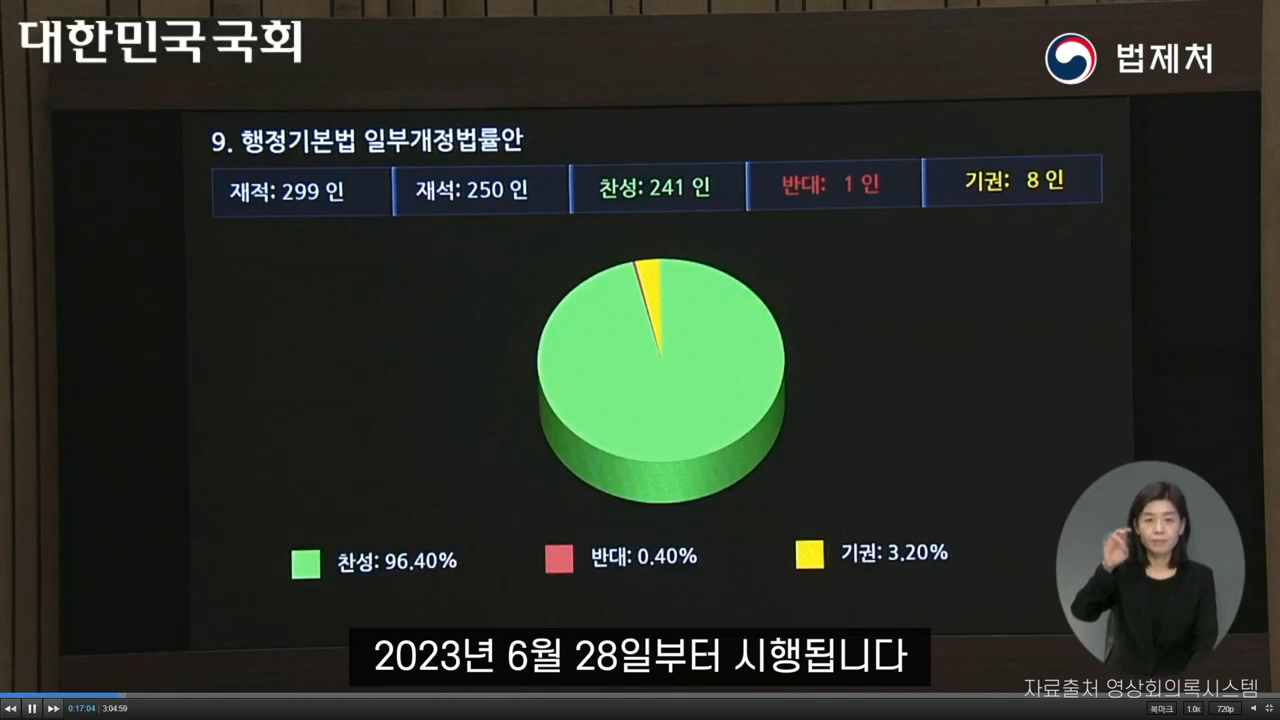 대한민국국회
법제처
9. 행정기본법 일부개정법률안
재적: 299 인
재석: 250 인
찬성: 241 인
반대: 1 인
기권: 8 인
찬성: 96.40%
반대: 0.40%
기권: 3.20%
2023년 6월 28일부터 시행됩니다
자료출처 영상회의록시스템
0:17:04 3:04:59
북마크 1.0x 720p